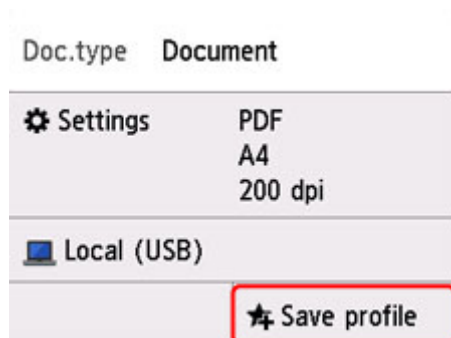 Doc.type Document
Settings PDF
A4
200 dpi
Local (USB)
Save profile